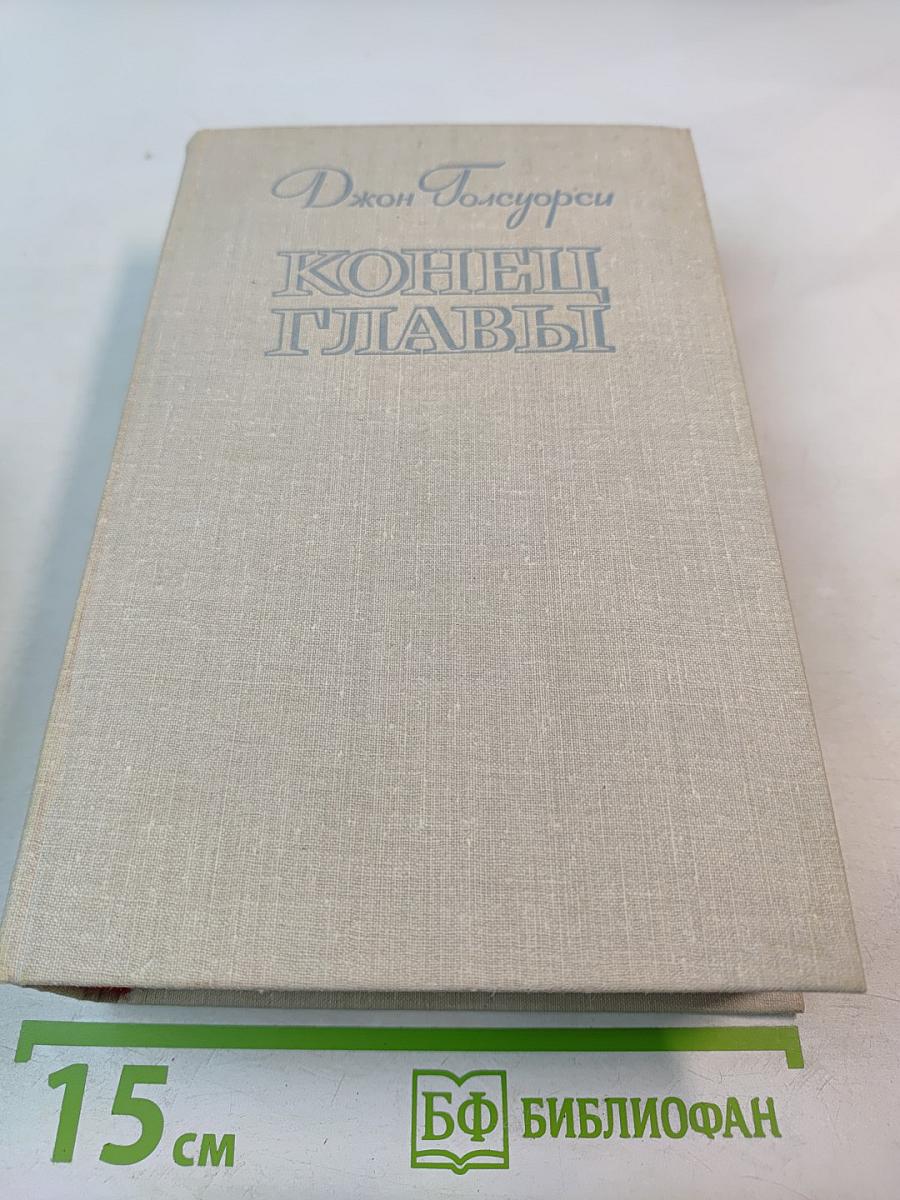 Джон Голсуорси
КОНЕЦ
ГЛАВЫ
15 см
БФ БИБЛИОФАН